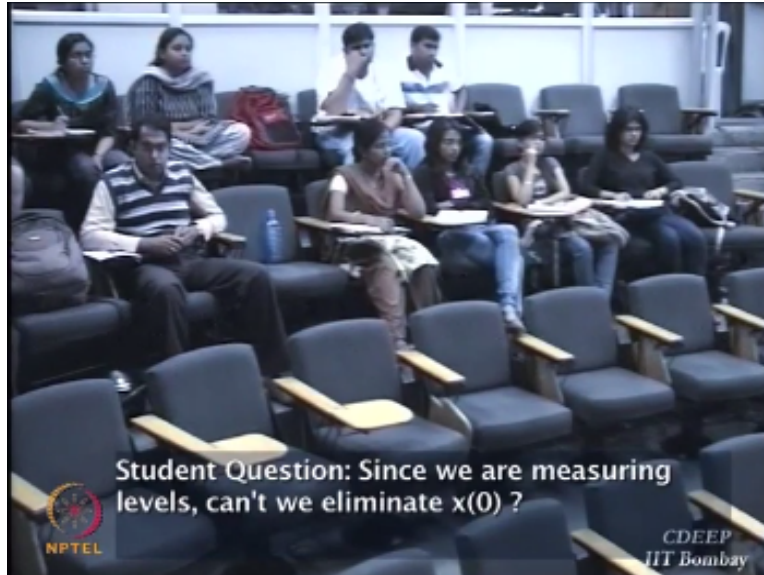 Student Question: Since we are measuring
levels, can't we eliminate x(0) ?
NPTEL
CDEEP
IIT Bombay